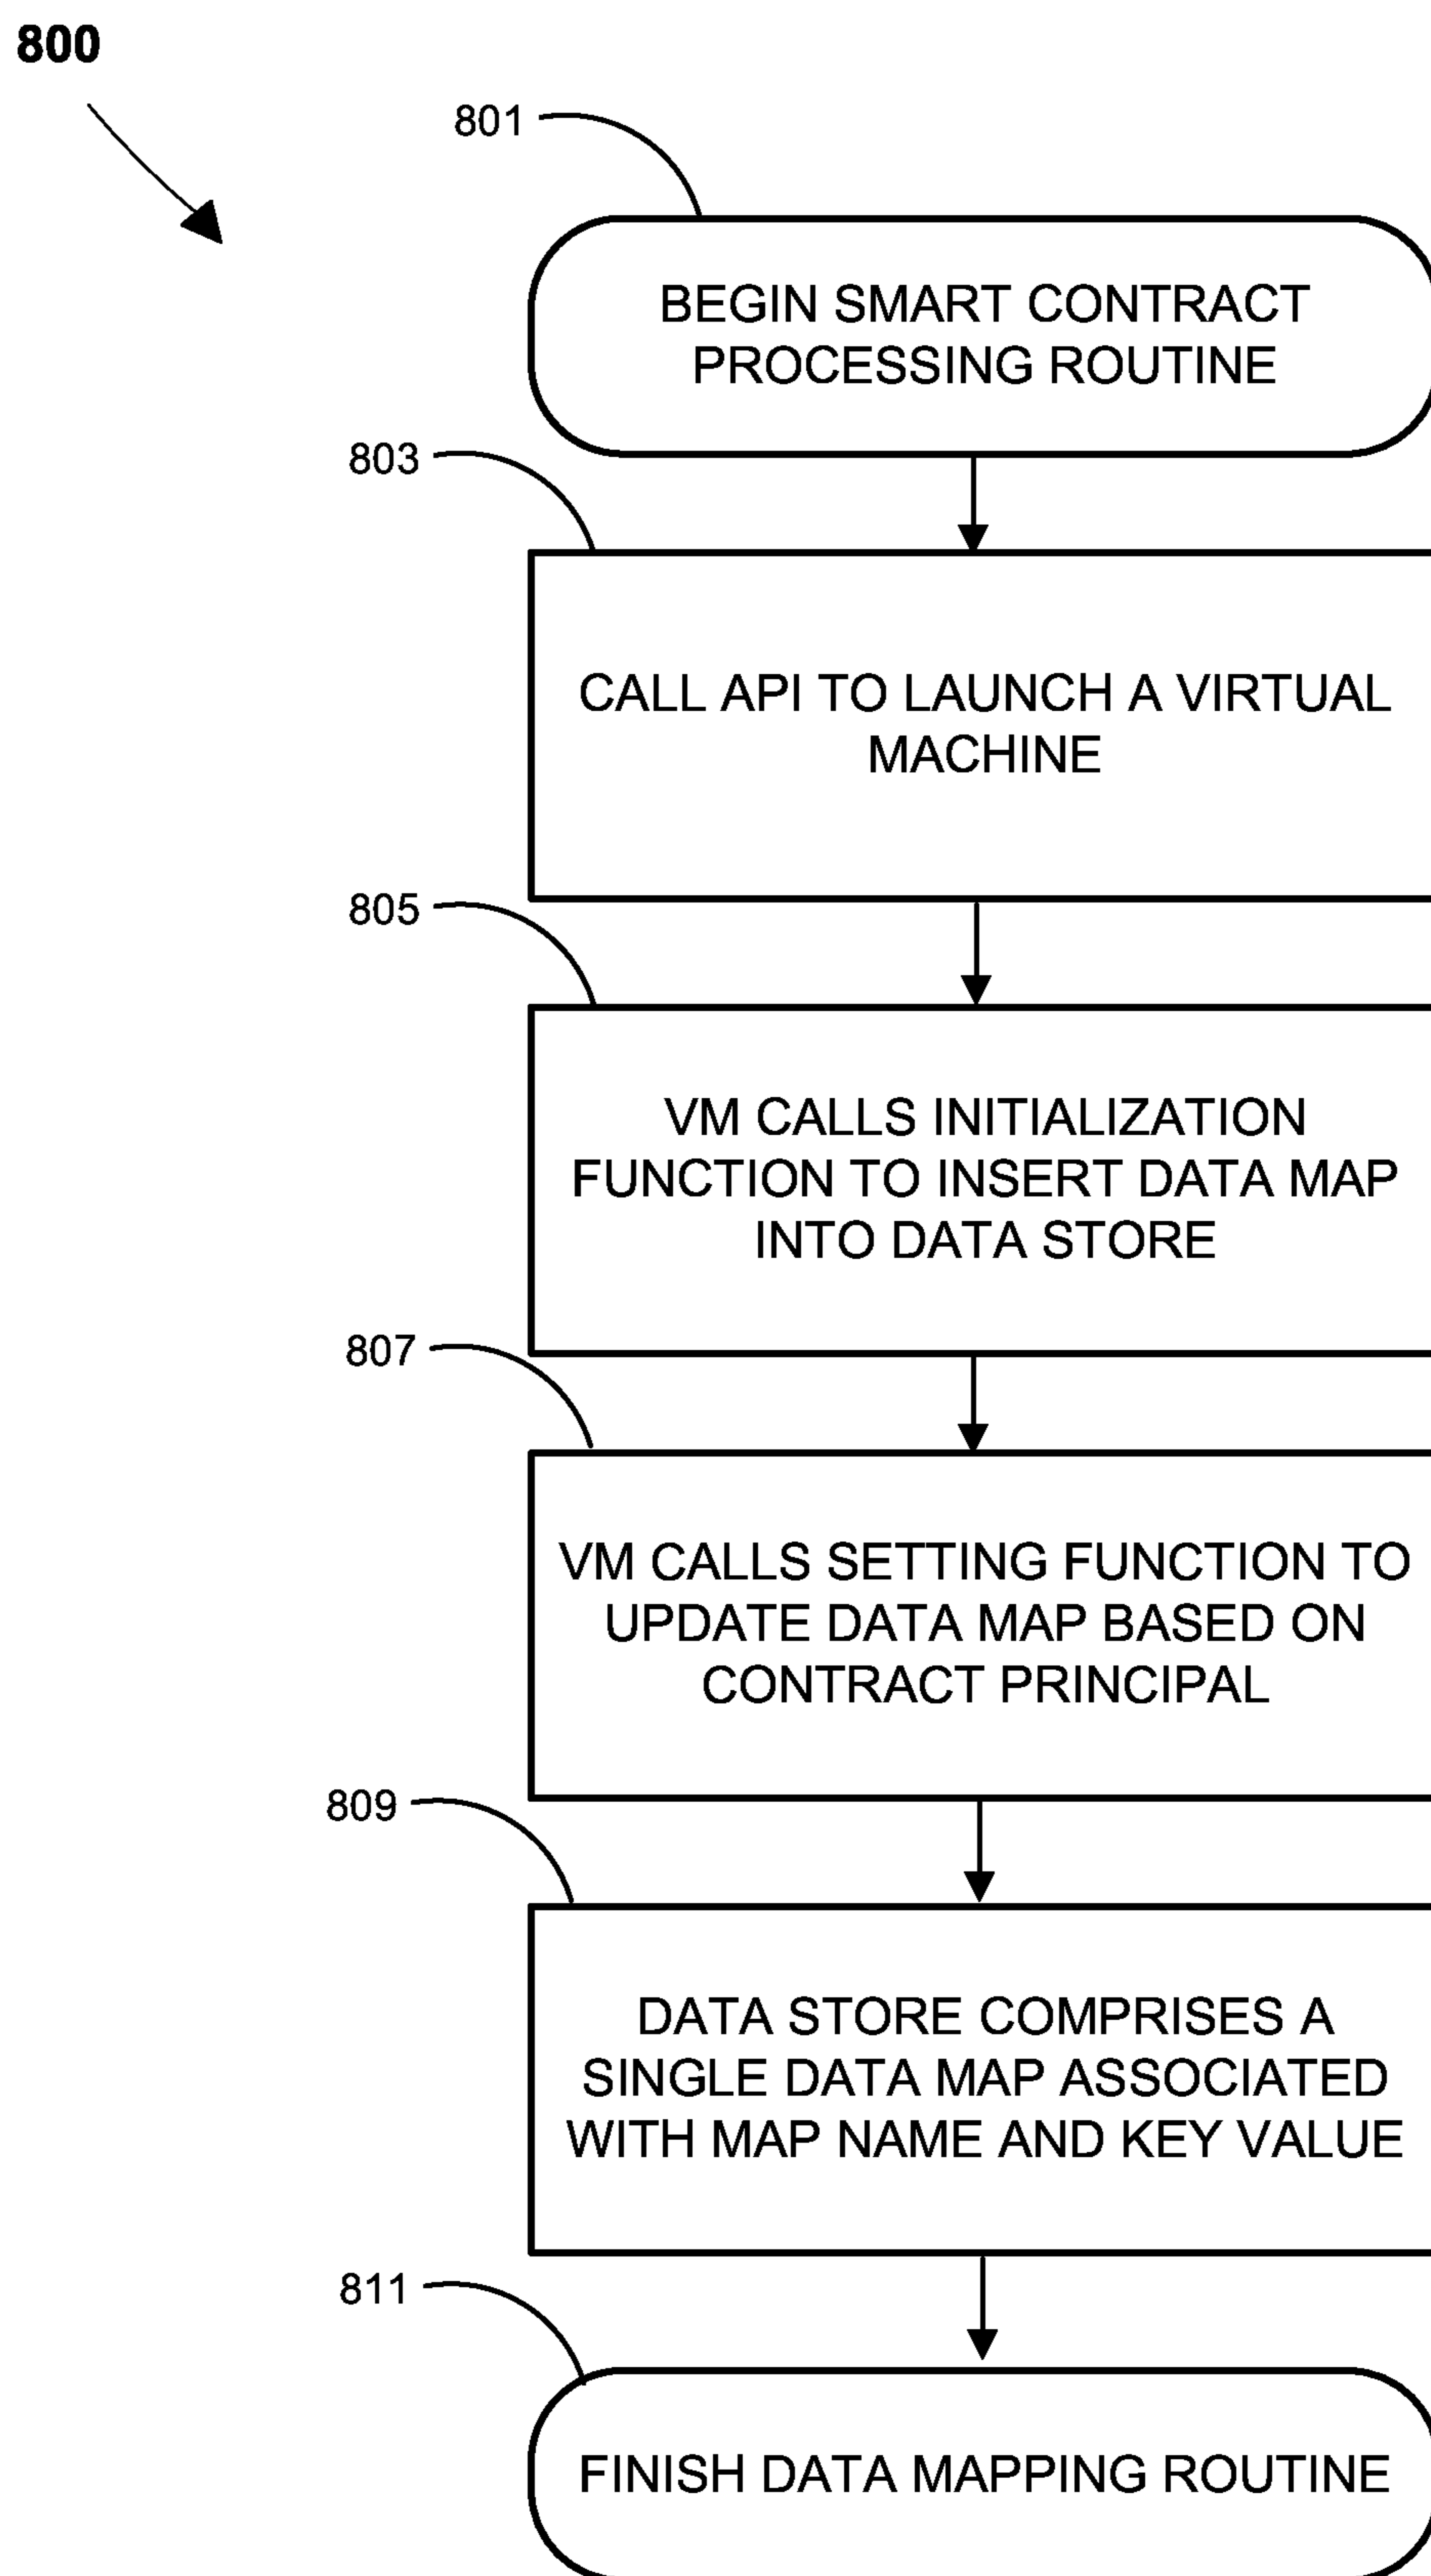 800
801
BEGIN SMART CONTRACT
PROCESSING ROUTINE
803
CALL API TO LAUNCH A VIRTUAL
MACHINE
805
VM CALLS INITIALIZATION
FUNCTION TO INSERT DATA MAP
INTO DATA STORE
807
VM CALLS SETTING FUNCTION TO
UPDATE DATA MAP BASED ON
CONTRACT PRINCIPAL
809
DATA STORE COMPRISES A
SINGLE DATA MAP ASSOCIATED
WITH MAP NAME AND KEY VALUE
811
FINISH DATA MAPPING ROUTINE